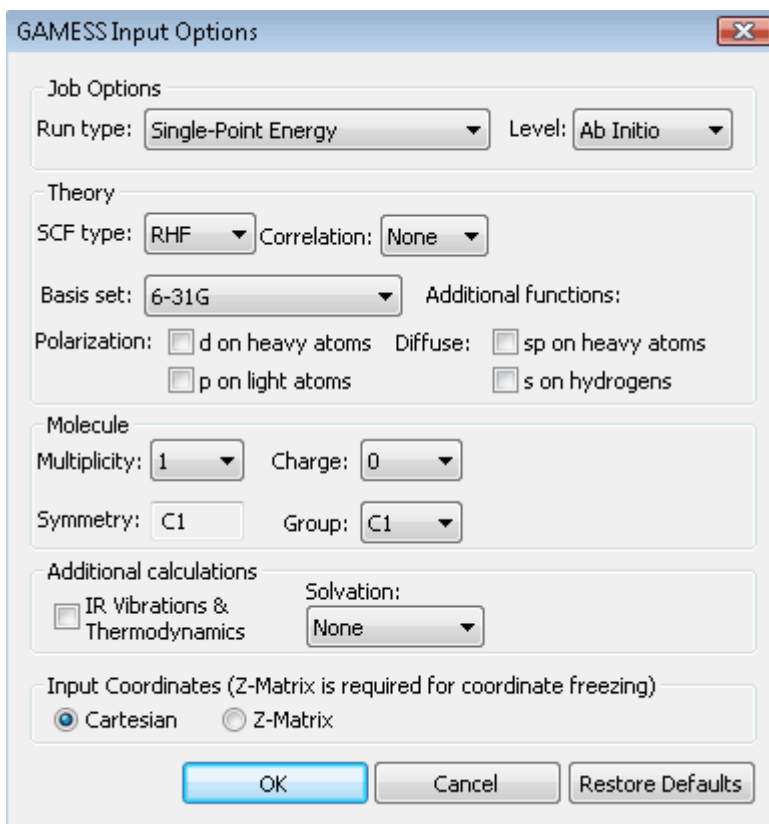 GAMESS Input Options
Job Options
Run type: Single-Point Energy Level: Ab Initio
Theory
SCF type: RHF Correlation: None
Basis set: 6-31G Additional functions:
Polarization: d on heavy atoms Diffuse: sp on heavy atoms
p on light atoms s on hydrogens
Molecule
Multiplicity: 1 Charge: 0
Symmetry: C1 Group: C1
Additional calculations
IR Vibrations & Thermodynamics
Solvation:
None
Input Coordinates (Z-Matrix is required for coordinate freezing)
Cartesian Z-Matrix
OK Cancel Restore Defaults